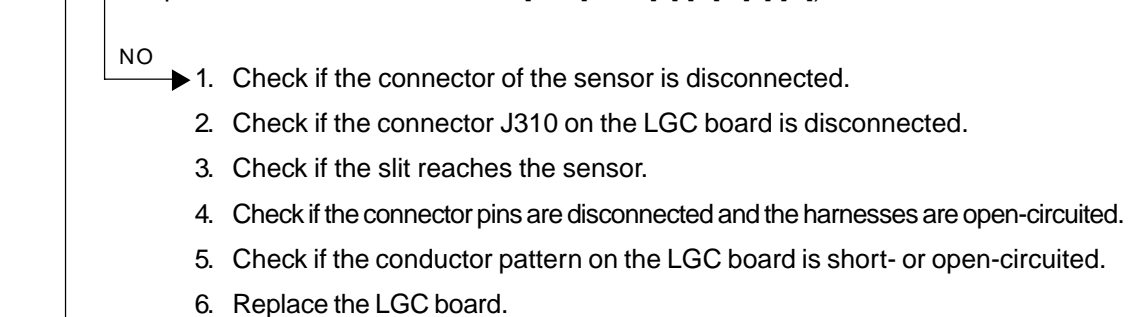 NO
1. Check if the connector of the sensor is disconnected.
2. Check if the connector J310 on the LGC board is disconnected.
3. Check if the slit reaches the sensor.
4. Check if the connector pins are disconnected and the harnesses are open-circuited.
5. Check if the conductor pattern on the LGC board is short- or open-circuited.
6. Replace the LGC board.